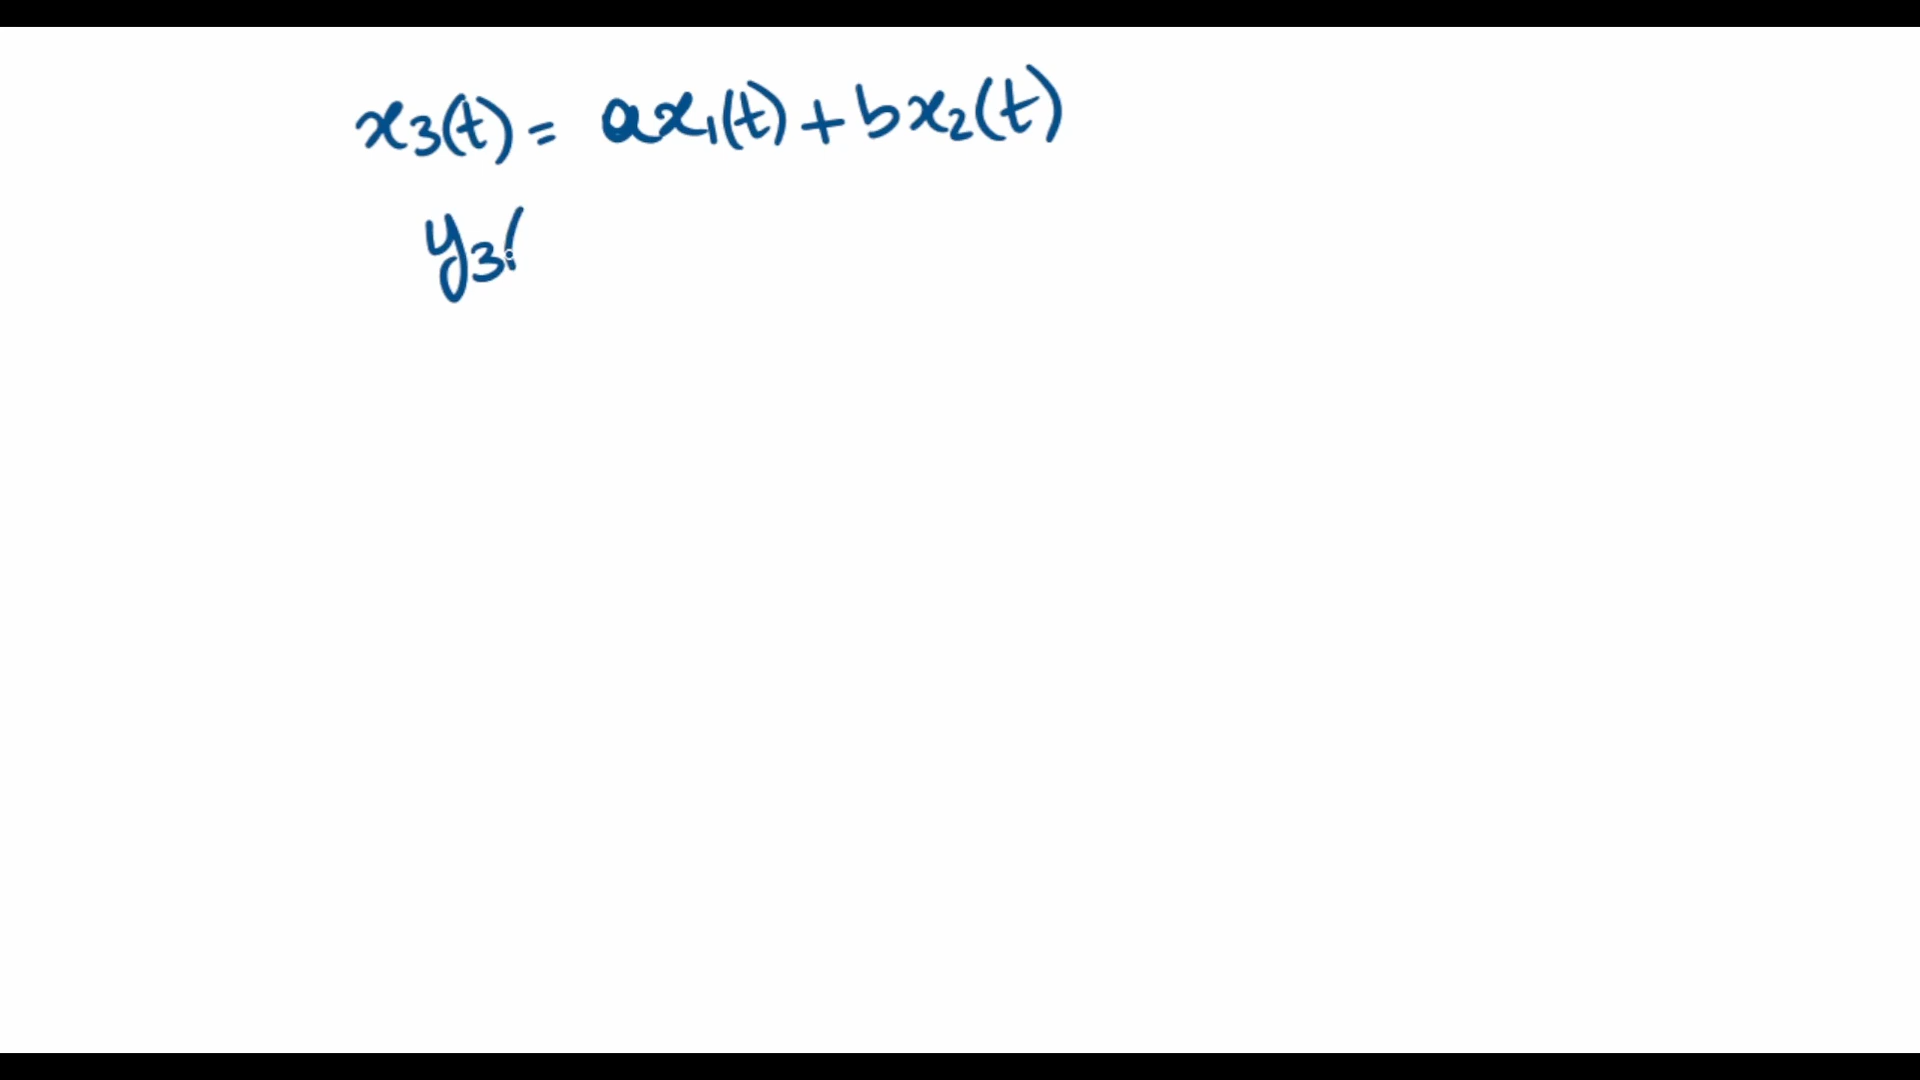 x₃(t) = ax₁(t) + bx₂(t)
y₃(